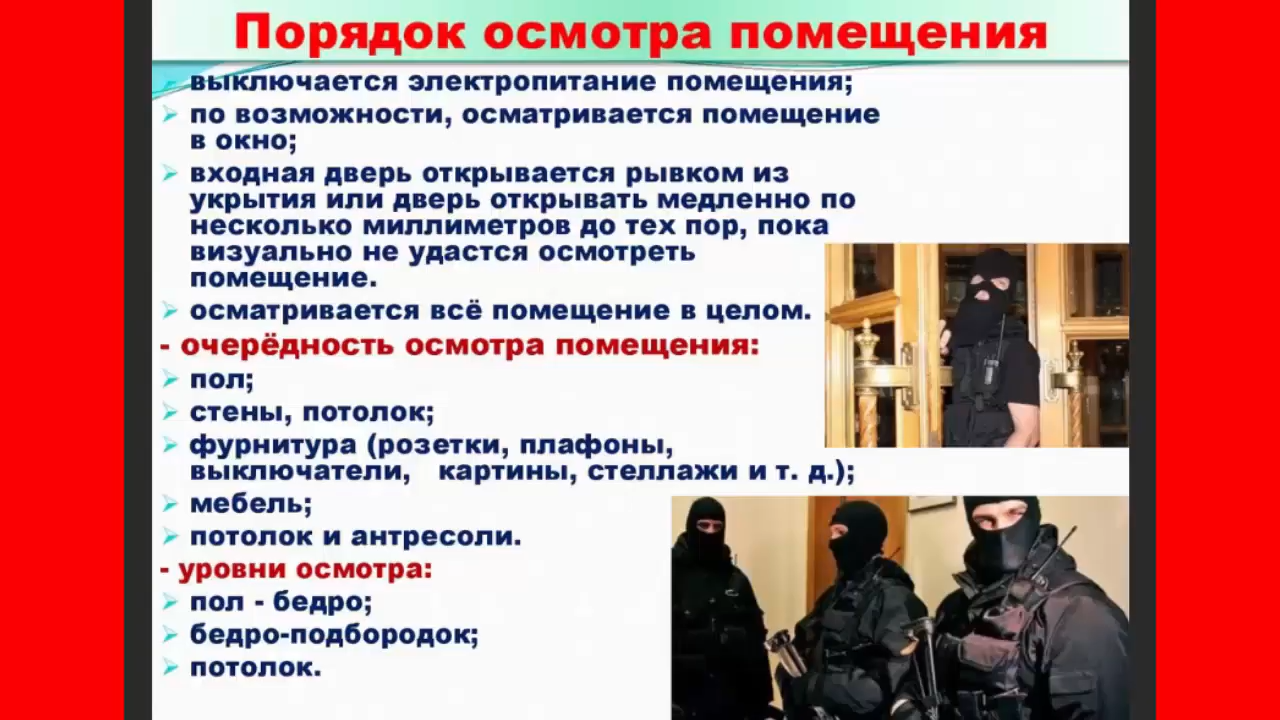 Порядок осмотра помещения
выключается электропитание помещения;
по возможности, осматривается помещение
в окно;
входная дверь открывается рывком из
укрытия или дверь открывать медленно по
несколько миллиметров до тех пор, пока
визуально не удастся осмотреть
помещение.
осматривается всё помещение в целом.
- очерёдность осмотра помещения:
пол;
стены, потолок;
фурнитура (розетки, плафоны,
выключатели, картины, стеллажи и т. д.);
мебель;
потолок и антресоли.
- уровни осмотра:
пол - бедро;
бедро-подбородок;
потолок.